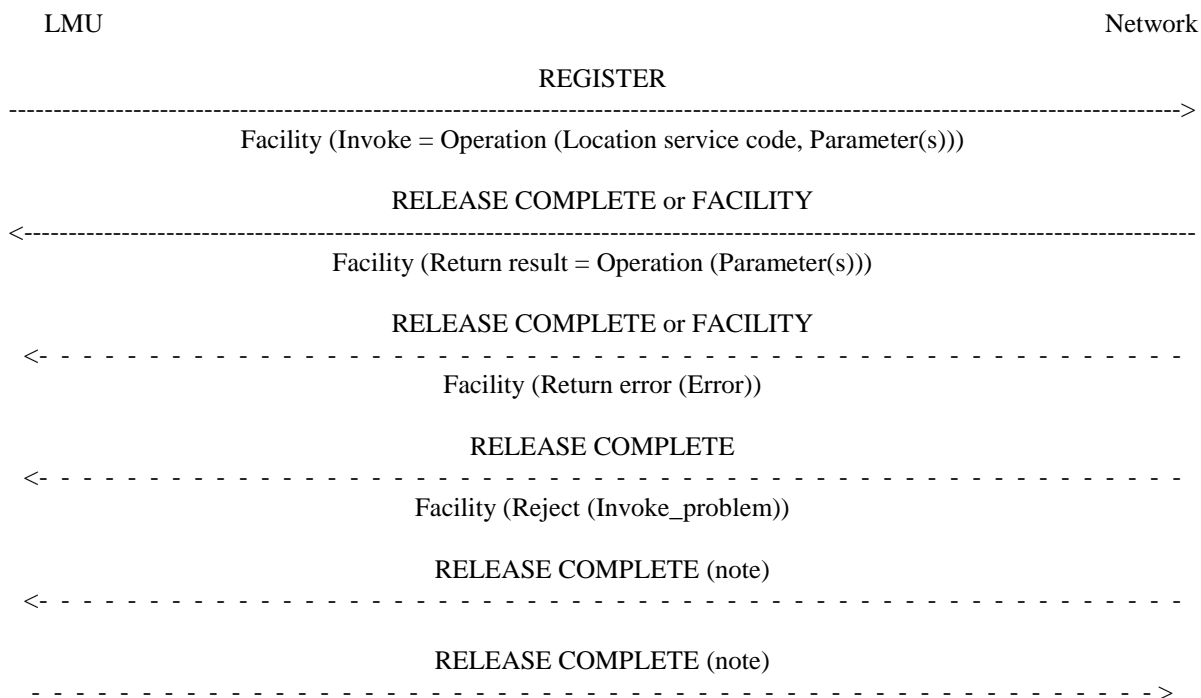 LMU Network
REGISTER
------------------------------------------------------------------------------------------------------------------------------------>
Facility (Invoke = Operation (Location service code, Parameter(s)))
RELEASE COMPLETE or FACILITY
<------------------------------------------------------------------------------------------------------------------------------------
Facility (Return result = Operation (Parameter(s)))
RELEASE COMPLETE or FACILITY
<- - - - - - - - - - - - - - - - - - - - - - - - - - - - - - - - - - - - - - - - - - - - - - - - - - - -
Facility (Return error (Error))
RELEASE COMPLETE
<- - - - - - - - - - - - - - - - - - - - - - - - - - - - - - - - - - - - - - - - - - - - - - - - - - - -
Facility (Reject (Invoke_problem))
RELEASE COMPLETE (note)
<- - - - - - - - - - - - - - - - - - - - - - - - - - - - - - - - - - - - - - - - - - - - - - - - - - - -
RELEASE COMPLETE (note)
- - - - - - - - - - - - - - - - - - - - - - - - - - - - - - - - - - - - - - - - - - - - - - - - - - - ->